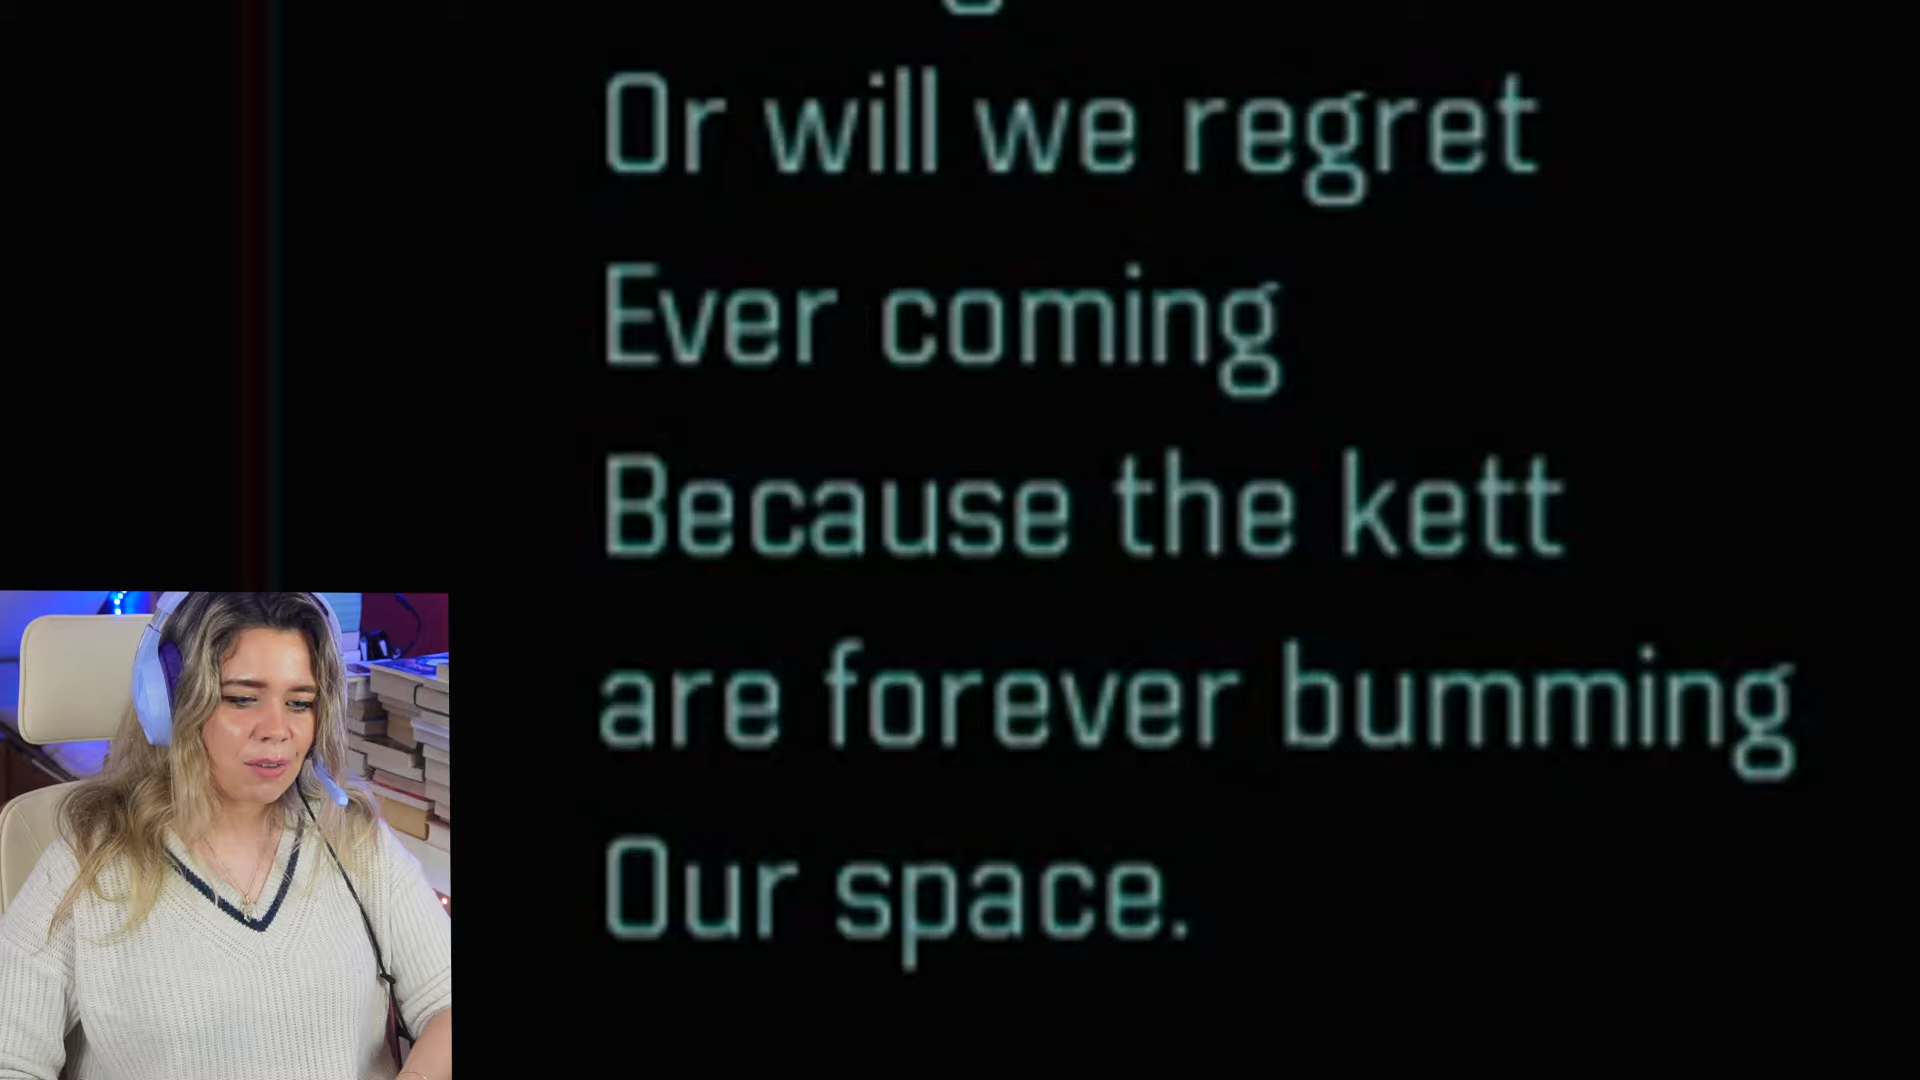 Or will we regret
Ever coming
Because the kett
are forever bumming
Our space.